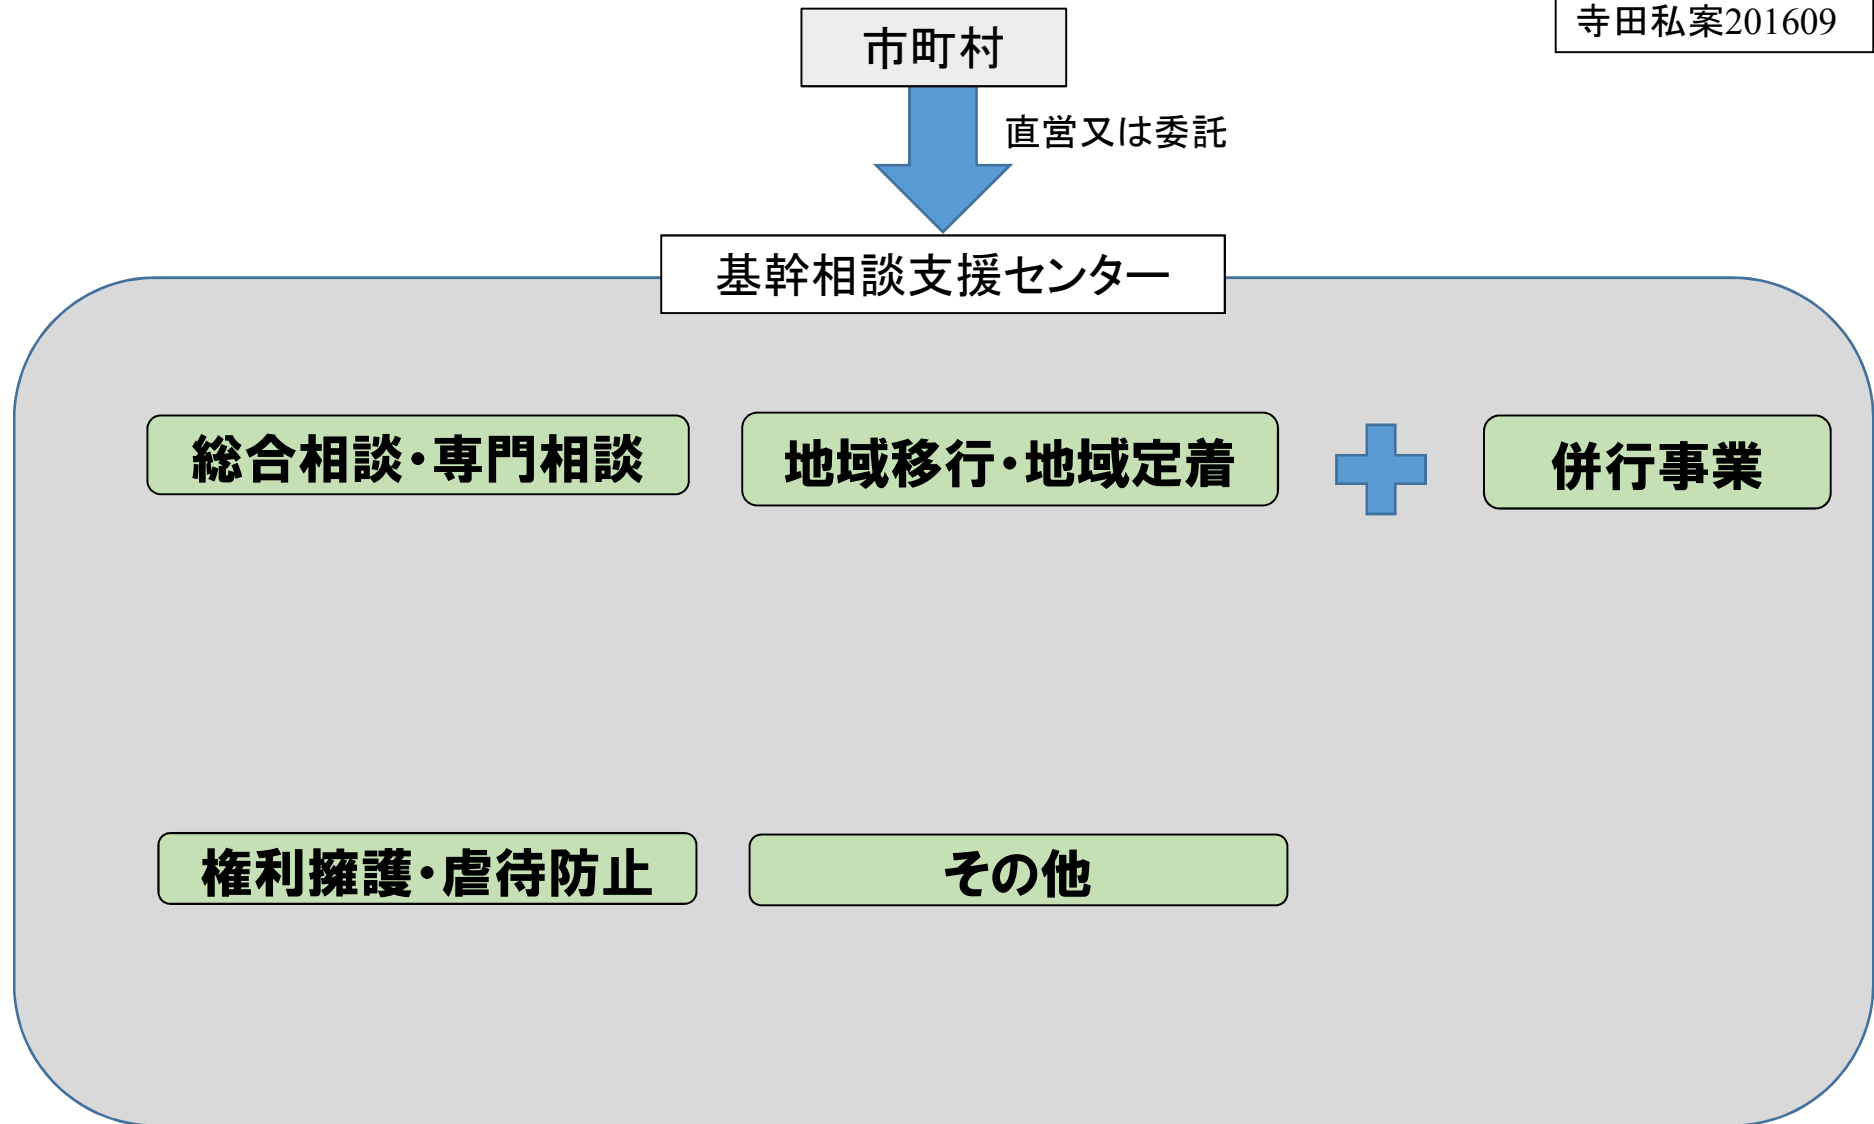 寺田私案201609
市町村
直営又は委託
基幹相談支援センター
総合相談・専門相談
地域移行・地域定着
併行事業
権利擁護・虐待防止
その他